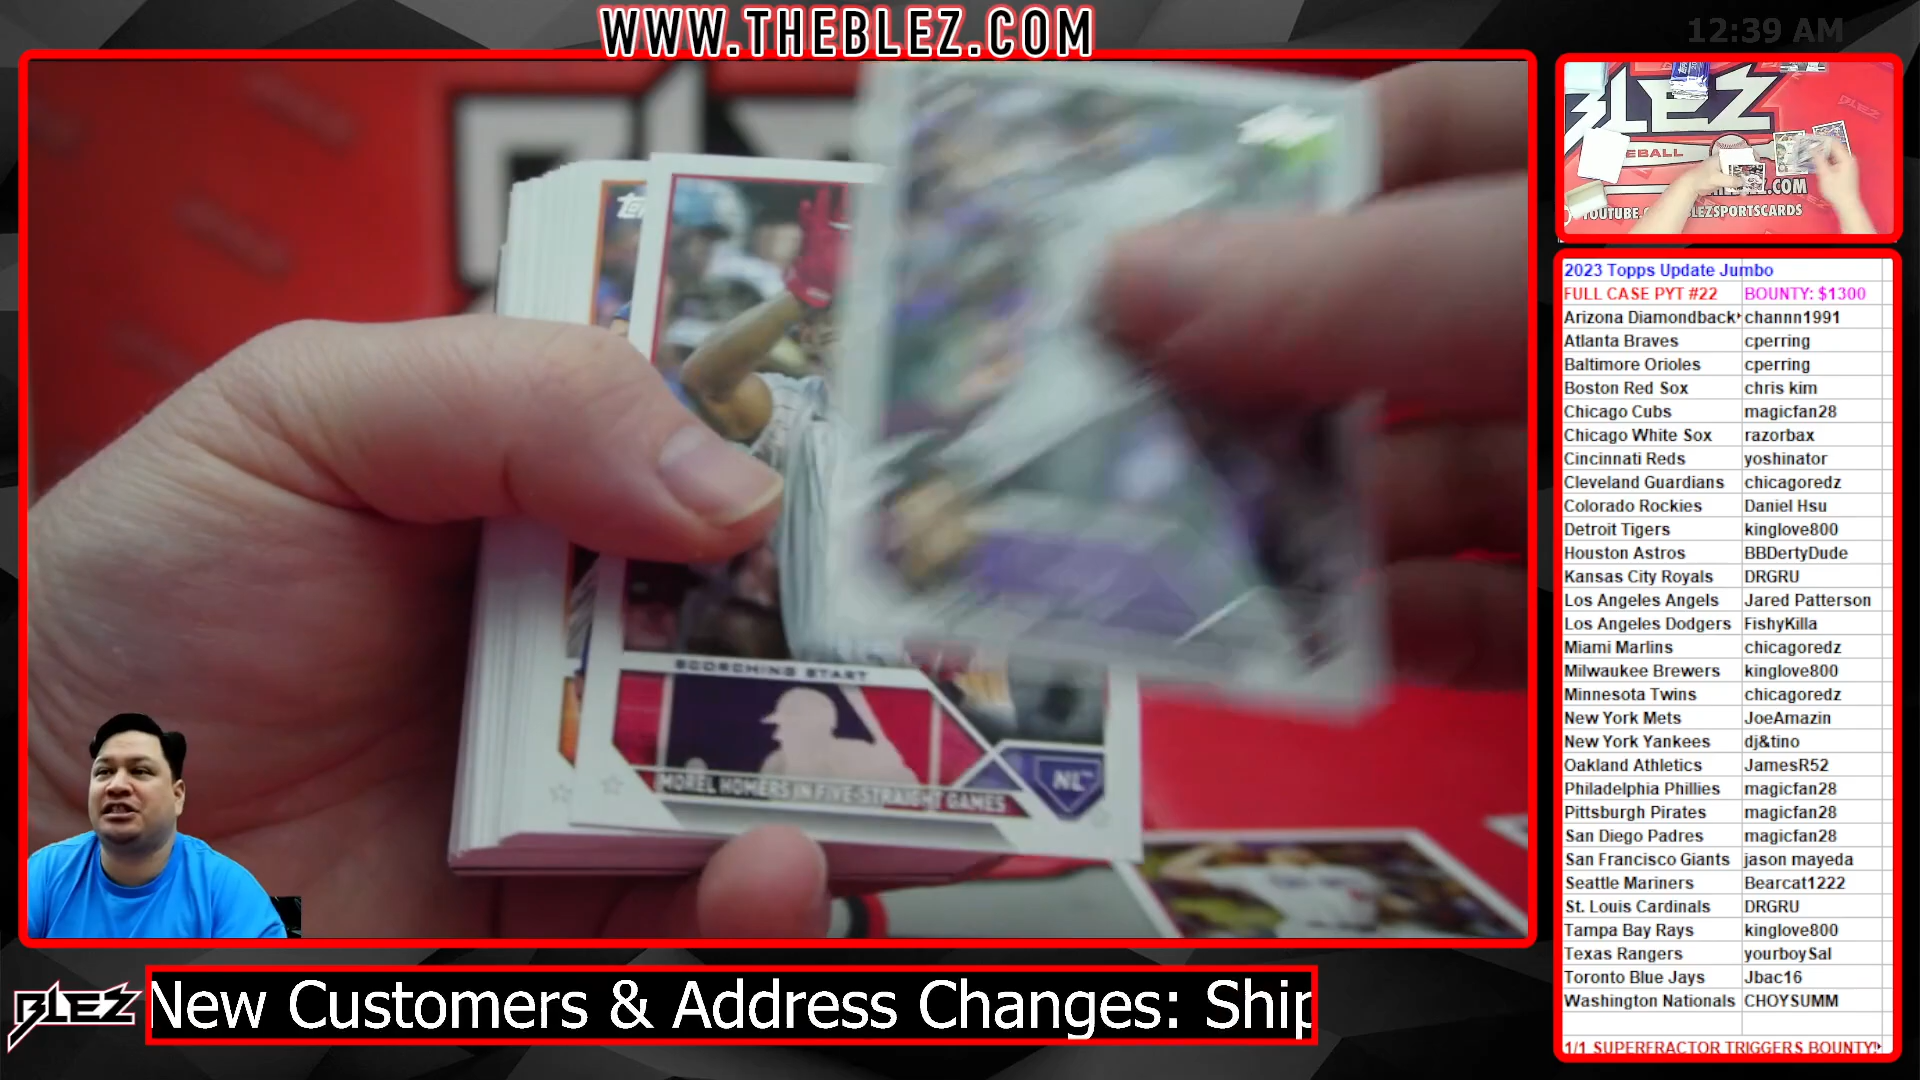 WWW.THEBLEZ.COM
12:39 AM
SCORCHING START
MOREL HOMERS IN FIVE-STRAIGHT GAMES
NL
BLEZ
EBALL
.COM
2023 Topps Update Jumbo
FULL CASE PYT #22 BOUNTY: $1300
Arizona Diamondback channn1991
Atlanta Braves cperring
Baltimore Orioles cperring
Boston Red Sox chris kim
Chicago Cubs magicfan28
Chicago White Sox razorbax
Cincinnati Reds yoshinator
Cleveland Guardians chicagoredz
Colorado Rockies Daniel Hsu
Detroit Tigers kinglove800
Houston Astros BBDertyDude
Kansas City Royals DRGRU
Los Angeles Angels Jared Patterson
Los Angeles Dodgers FishyKilla
Miami Marlins chicagoredz
Milwaukee Brewers kinglove800
Minnesota Twins chicagoredz
New York Mets JoeAmazin
New York Yankees dj&tino
Oakland Athletics JamesR52
Philadelphia Phillies magicfan28
Pittsburgh Pirates magicfan28
San Diego Padres magicfan28
San Francisco Giants jason mayeda
Seattle Mariners Bearcat1222
St. Louis Cardinals DRGRU
Tampa Bay Rays kinglove800
Texas Rangers yourboySal
Toronto Blue Jays Jbac16
Washington Nationals CHOYSUMM
1/1 SUPERFRACTOR TRIGGERS BOUNTY!
BLEZ
New Customers & Address Changes: Ship